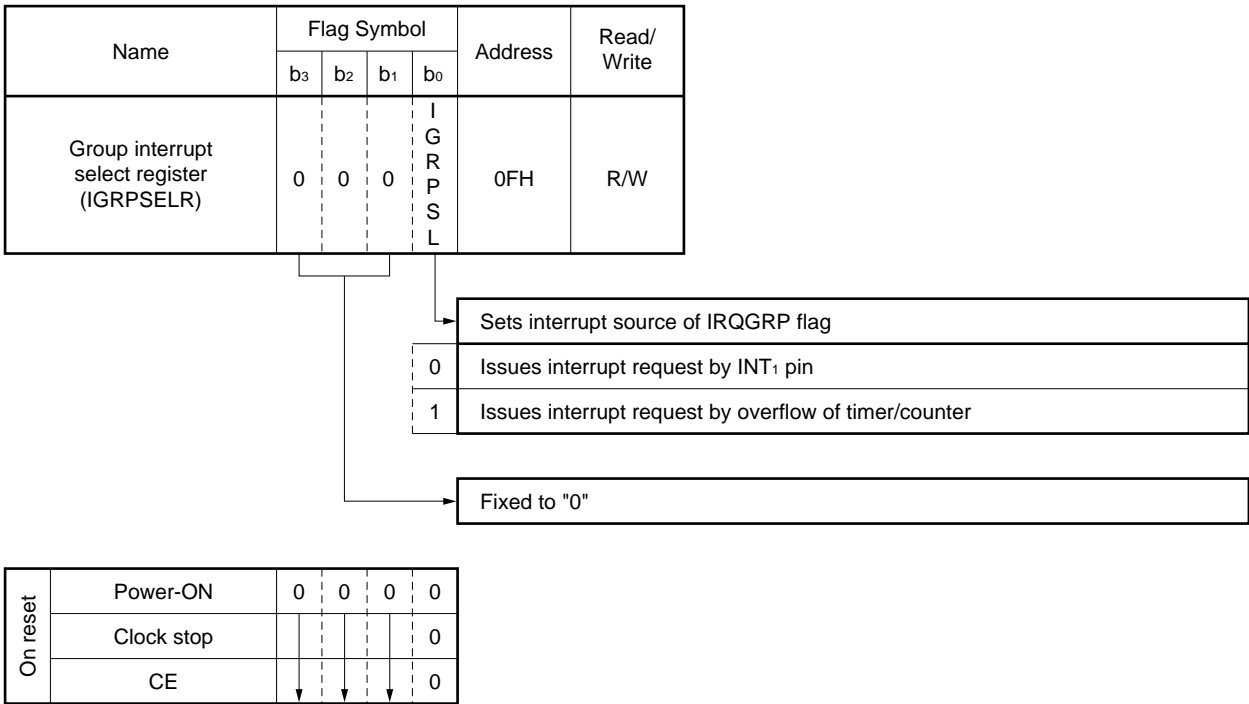 Name
Flag Symbol
Address
Read/
Write
b3 b2 b1 b0
Group interrupt
select register
(IGRPSELR)
0 0 0
I
G
R
P
S
L
0FH
R/W
Sets interrupt source of IRQGRP flag
0 Issues interrupt request by INT1 pin
1 Issues interrupt request by overflow of timer/counter
Fixed to "0"
On reset
Power-ON 0 0 0 0
Clock stop 0
CE 0